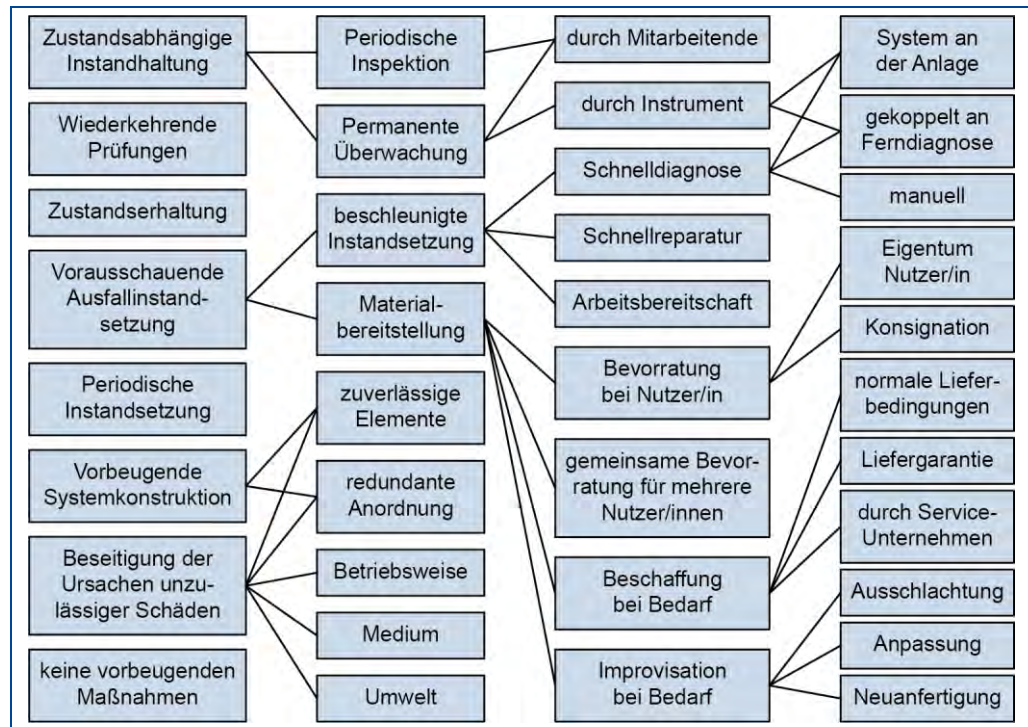 Zustandsabhängige
Instandhaltung
Wiederkehrende
Prüfungen
Zustandserhaltung
Vorausschauende
Ausfallinstand-
setzung
Periodische
Instandsetzung
Vorbeugende
Systemkonstruktion
Beseitigung der
Ursachen unzu-
lässiger Schäden
keine vorbeugenden
Maßnahmen
Periodische
Inspektion
Permanente
Überwachung
beschleunigte
Instandsetzung
Material-
bereitstellung
zuverlässige
Elemente
redundante
Anordnung
Betriebsweise
Medium
Umwelt
durch Mitarbeitende
durch Instrument
Schnelldiagnose
Schnellreparatur
Arbeitsbereitschaft
Bevorratung
bei Nutzer/in
gemeinsame Bevor-
ratung für mehrere
Nutzer/innen
Beschaffung
bei Bedarf
Improvisation
bei Bedarf
System an
der Anlage
gekoppelt an
Ferndiagnose
manuell
Eigentum
Nutzer/in
Konsignation
normale Liefer-
bedingungen
Liefergarantie
durch Service-
Unternehmen
Ausschlachtung
Anpassung
Neuanfertigung